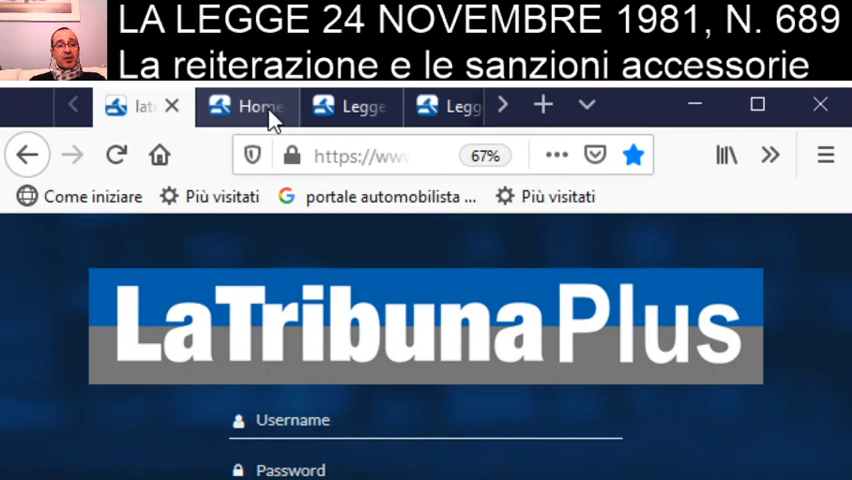 LA LEGGE 24 NOVEMBRE 1981, N. 689
La reiterazione e le sanzioni accessorie
lat Home Legge Legg
https://www 67%
Come iniziare Più visitati portale automobilista ... Più visitati
LaTribunaPlus
Username
Password